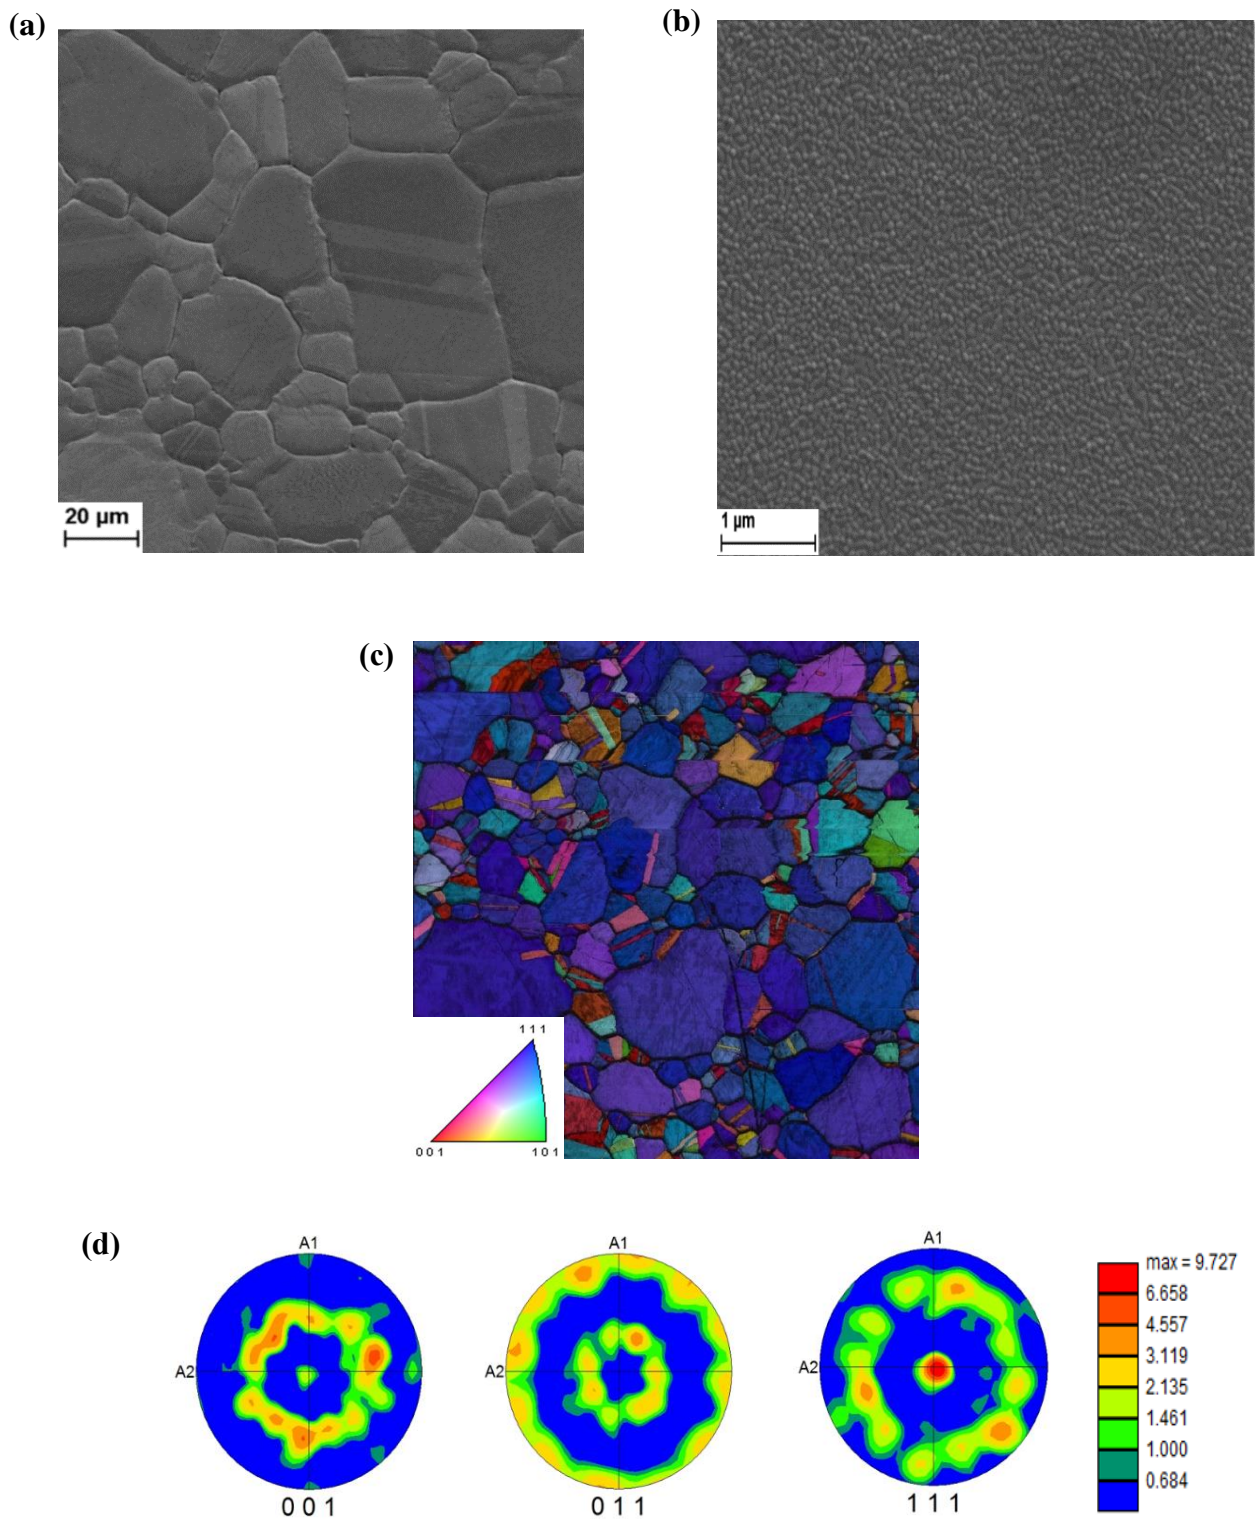 (a)
(b)
20 µm
1 µm
(c)
1 1 1
0 0 1
1 0 1
(d)
A1
A2
0 0 1
A1
A2
0 1 1
A1
A2
1 1 1
max = 9.727
6.658
4.557
3.119
2.135
1.461
1.000
0.684